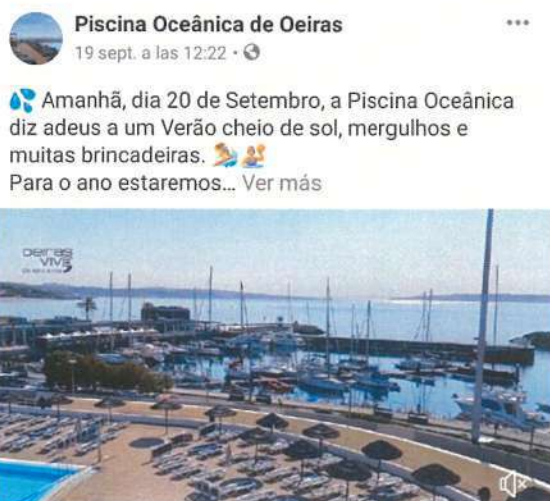 Piscina Oceânica de Oeiras
19 sept. a las 12:22 •
💦 Amanhã, dia 20 de Setembro, a Piscina Oceânica
diz adeus a um Verão cheio de sol, mergulhos e
muitas brincadeiras. 🏄🤽
Para o ano estaremos... Ver más
oeiras
VIVE